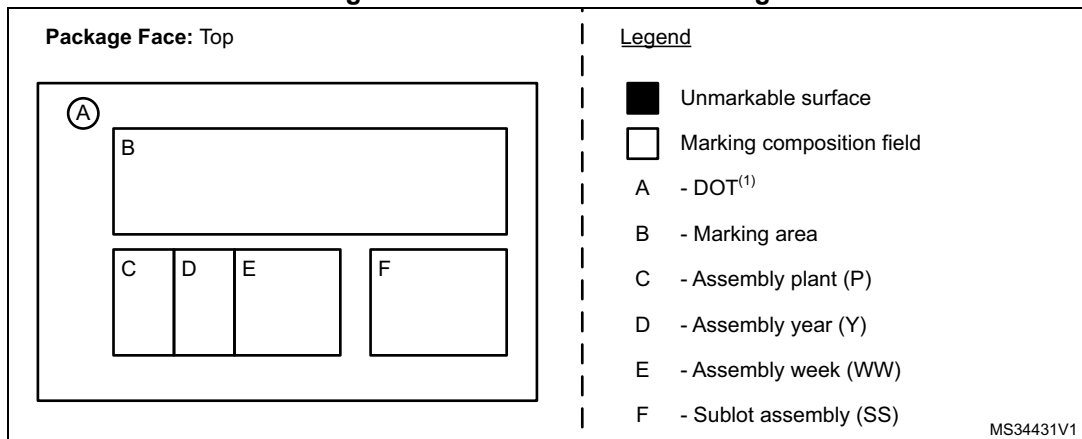 Package Face: Top
A
B
C D E F
Legend
Unmarkable surface
Marking composition field
A - DOT(1)
B - Marking area
C - Assembly plant (P)
D - Assembly year (Y)
E - Assembly week (WW)
F - Sublot assembly (SS)
MS34431V1